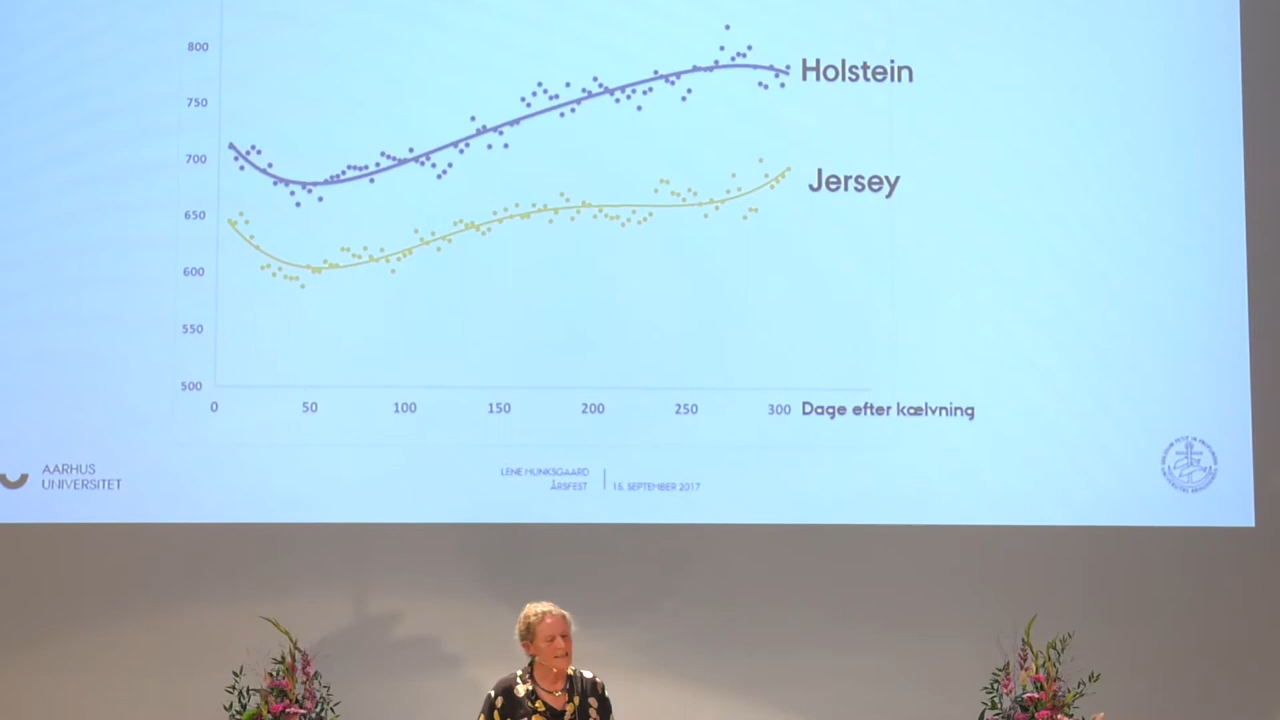 800
Holstein
750
700
Jersey
650
600
550
500
0 50 100 150 200 250 300 Dage efter kælvning
AARHUS
UNIVERSITET
LENE MUNKSGAARD
ÅRSFEST
15. SEPTEMBER 2017